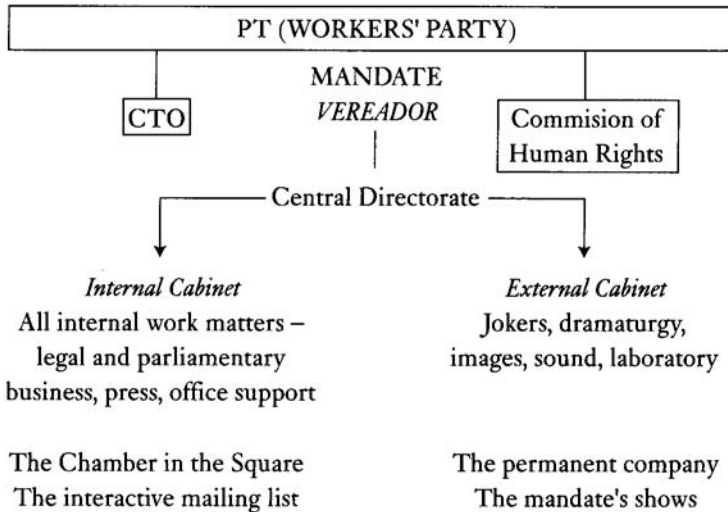 PT (WORKERS' PARTY)
MANDATE
VEREADOR
CTO
Commision of
Human Rights
Central Directorate
Internal Cabinet
All internal work matters –
legal and parliamentary
business, press, office support
The Chamber in the Square
The interactive mailing list
External Cabinet
Jokers, dramaturgy,
images, sound, laboratory
The permanent company
The mandate's shows